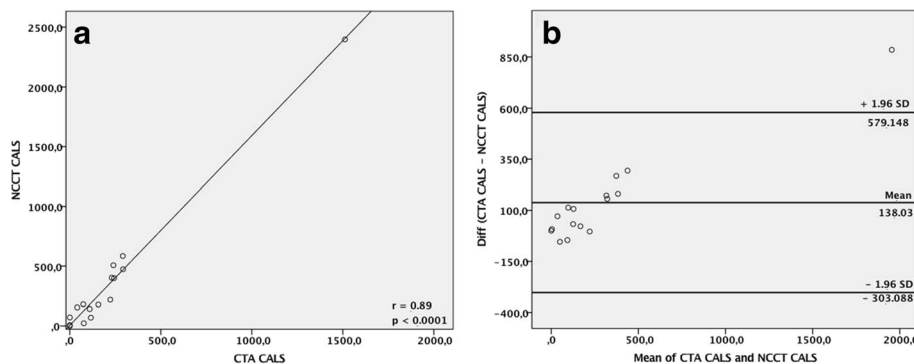 a
2500,0
2000,0
1500,0
1000,0
500,0
,0
NCCT CALS
r = 0.89
p < 0.0001
,0 500,0 1000,0 1500,0 2000,0
CTA CALS
b
850,0
600,0
350,0
100,0
−150,0
−400,0
Diff (CTA CALS − NCCT CALS)
+ 1.96 SD
579.148
Mean
138.03
− 1.96 SD
− 303.088
,0 500,0 1000,0 1500,0 2000,0
Mean of CTA CALS and NCCT CALS